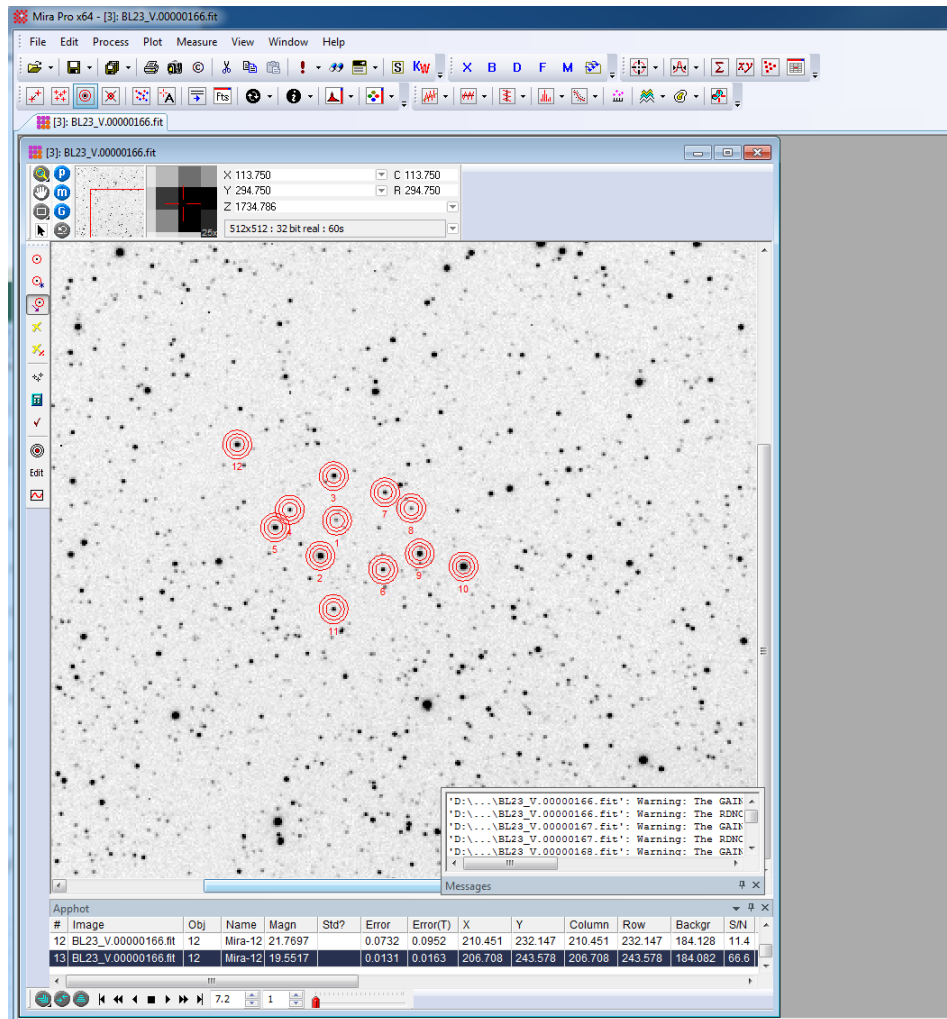 Mira Pro x64 - [3]: BL23_V.00000166.fit
File Edit Process Plot Measure View Window Help
S KW X B D F M Σ xy
A Fts
[3]: BL23_V.00000166.fit
[3]: BL23_V.00000166.fit
P X 113.750 C 113.750
m Y 294.750 R 294.750
G Z 1734.786
25x 512x512 : 32 bit real : 60s
Edit
12
3
7
8
4
1
5
2
9
6
10
11
'D:\...\BL23_V.00000166.fit': Warning: The GAIN
'D:\...\BL23_V.00000166.fit': Warning: The RDNO
'D:\...\BL23_V.00000167.fit': Warning: The GAIN
'D:\...\BL23_V.00000167.fit': Warning: The RDNO
'D:\...\BL23 V.00000168.fit': Warning: The GAIN
Messages
Apphot
# Image Obj Name Magn Std? Error Error(T) X Y Column Row Backgr S/N
12 BL23_V.00000166.fit 12 Mira-12 21.7697 0.0732 0.0952 210.451 232.147 210.451 232.147 184.128 11.4
13 BL23_V.00000166.fit 12 Mira-12 19.5517 0.0131 0.0163 206.708 243.578 206.708 243.578 184.082 66.6
7.2 1